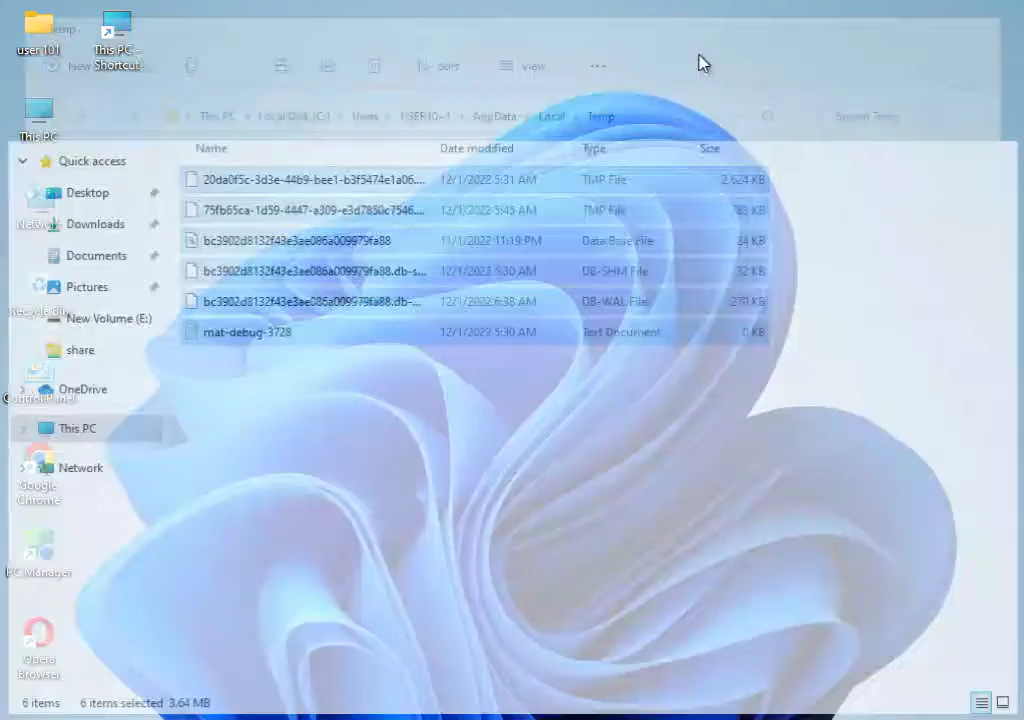 Temp
user 101
This PC - Shortcut
New
Sort
View
This PC Local Disk (C:) Users USER10~1 AppData Local Temp
Search Temp
This PC
Name Date modified Type Size
Quick access
20da0f5c-3d3e-44b9-bee1-b3f5474e1a06.... 12/1/2022 5:31 AM TMP File 2,624 KB
Desktop
75fb65ca-1d59-4447-a309-e3d7850c7546.... 12/1/2022 5:45 AM TMP File 783 KB
Network
Downloads
bc3902d8132f43e3ae086a009979fa88 11/1/2022 11:19 PM Data Base File 24 KB
Documents
bc3902d8132f43e3ae086a009979fa88.db-s... 12/1/2022 5:30 AM DB-SHM File 32 KB
Pictures
bc3902d8132f43e3ae086a009979fa88.db-... 12/1/2022 6:38 AM DB-WAL File
Recycle Bin
New Volume (E:)
mat-debug-3728 12/1/2022 5:30 AM Text Document 0 KB
share
OneDrive
Control Panel
This PC
Network
Google
Chrome
PC Manager
Opera
Browser
6 items 6 items selected 3.64 MB